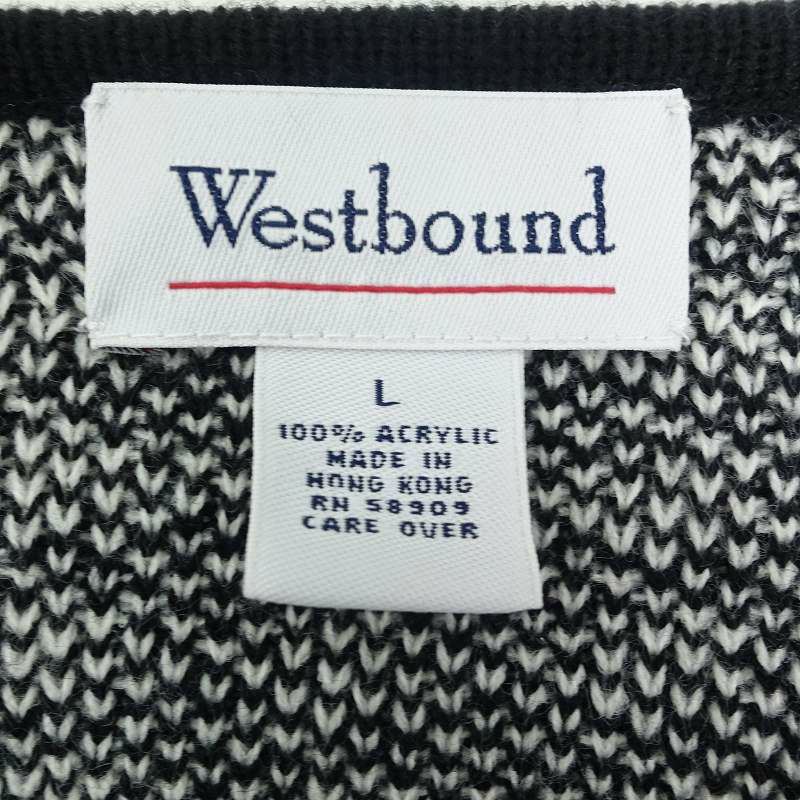 Westbound
L
100% ACRYLIC
MADE IN
HONG KONG
RN 58909
CARE OVER